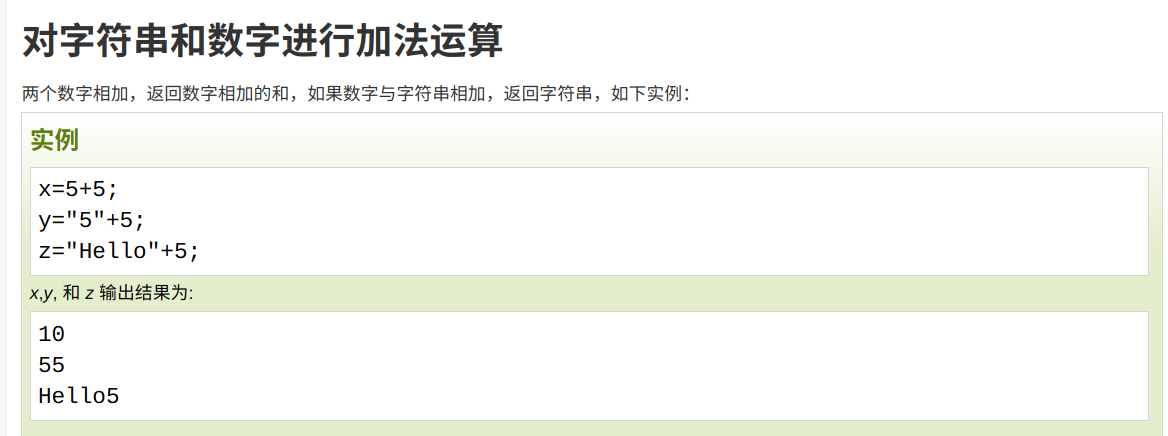 对字符串和数字进行加法运算
两个数字相加，返回数字相加的和，如果数字与字符串相加，返回字符串，如下实例：
实例
x=5+5;
y="5"+5;
z="Hello"+5;
x,y, 和 z 输出结果为:
10
55
Hello5